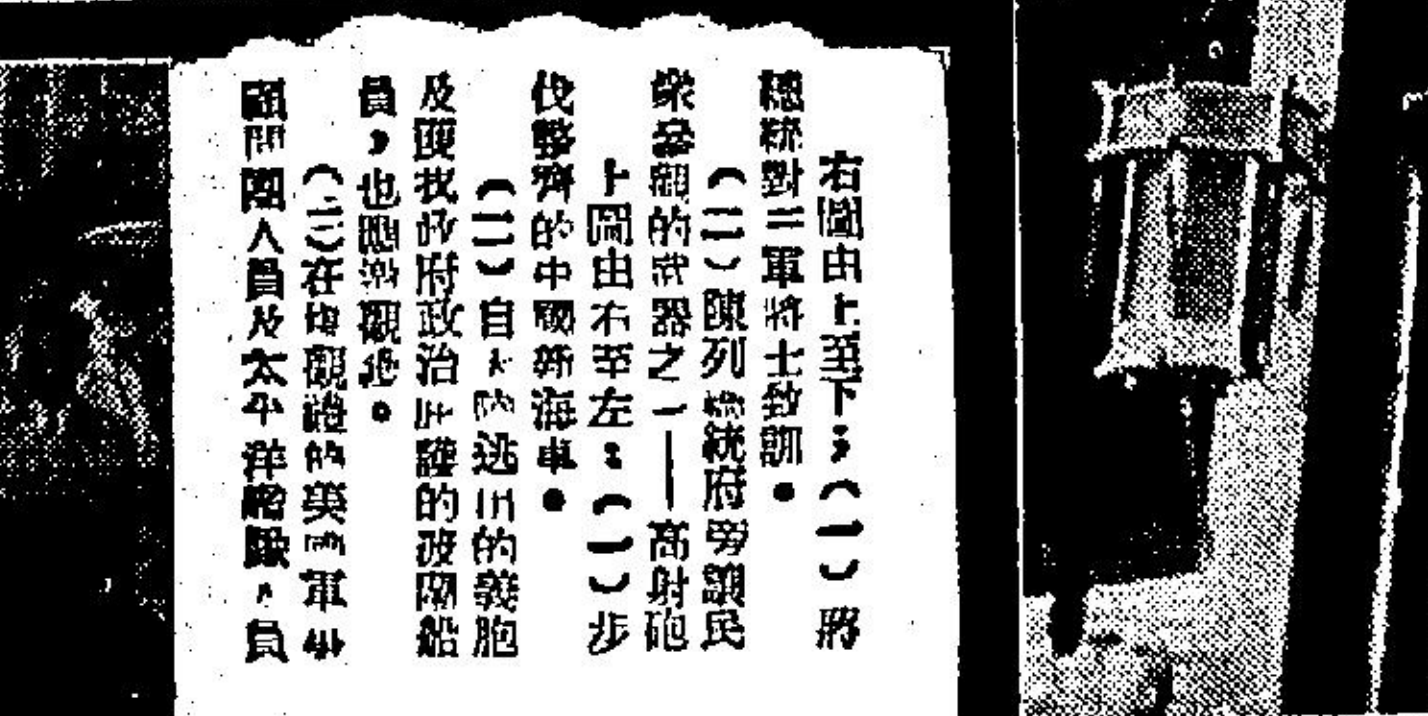 右圖由上至下；（一）將
總統對三軍將士致訓。
（二）陳列總統府旁讓民
衆參觀的武器之一——高射砲
上圖由右至左：（一）步
伐整齊的中國新海軍。
（二）自大陸逃出的義胞
及獲我政府政治庇護的波蘭船
員，也應邀觀禮。
（三）在場觀禮的美國軍
顧問團人員及太平洋艦隊人員